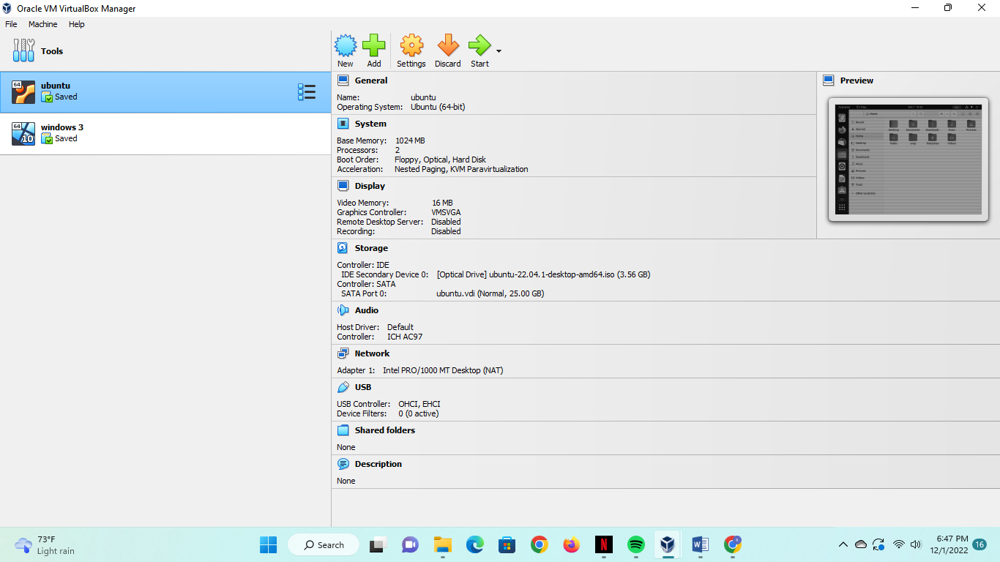 Oracle VM VirtualBox Manager
File Machine Help
Tools
New Add Settings Discard Start
64
ubuntu
Saved
64
10
windows 3
Saved
General
Name: ubuntu
Operating System: Ubuntu (64-bit)
System
Base Memory: 1024 MB
Processors: 2
Boot Order: Floppy, Optical, Hard Disk
Acceleration: Nested Paging, KVM Paravirtualization
Display
Video Memory: 16 MB
Graphics Controller: VMSVGA
Remote Desktop Server: Disabled
Recording: Disabled
Preview
Storage
Controller: IDE
IDE Secondary Device 0: [Optical Drive] ubuntu-22.04.1-desktop-amd64.iso (3.56 GB)
Controller: SATA
SATA Port 0: ubuntu.vdi (Normal, 25.00 GB)
Audio
Host Driver: Default
Controller: ICH AC97
Network
Adapter 1: Intel PRO/1000 MT Desktop (NAT)
USB
USB Controller: OHCI, EHCI
Device Filters: 0 (0 active)
Shared folders
None
Description
None
73°F
Light rain
Search
N
W
6:47 PM
12/1/2022
16